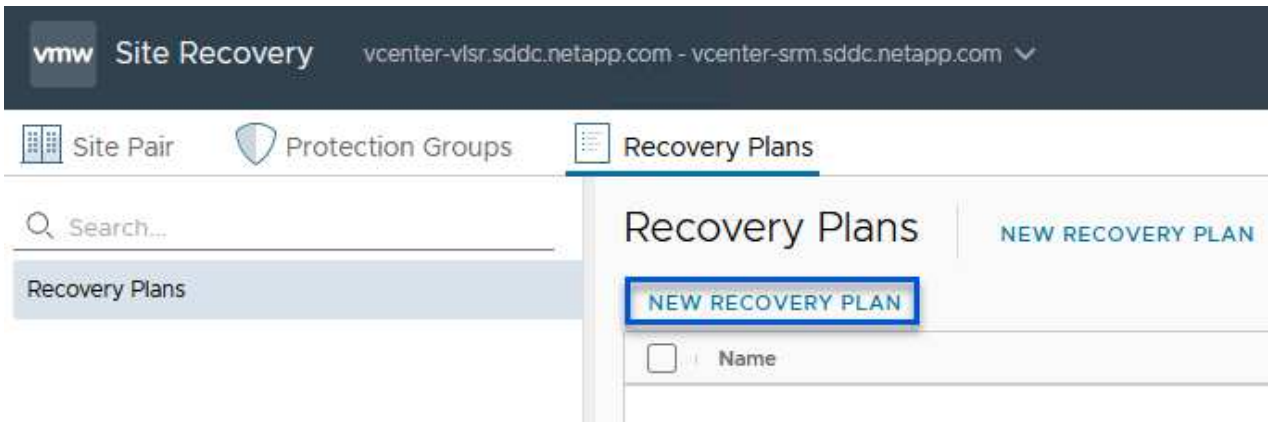 vmw Site Recovery vcenter-vlsr.sddc.netapp.com - vcenter-srm.sddc.netapp.com
Site Pair Protection Groups Recovery Plans
Search...
Recovery Plans
Recovery Plans NEW RECOVERY PLAN
NEW RECOVERY PLAN
Name